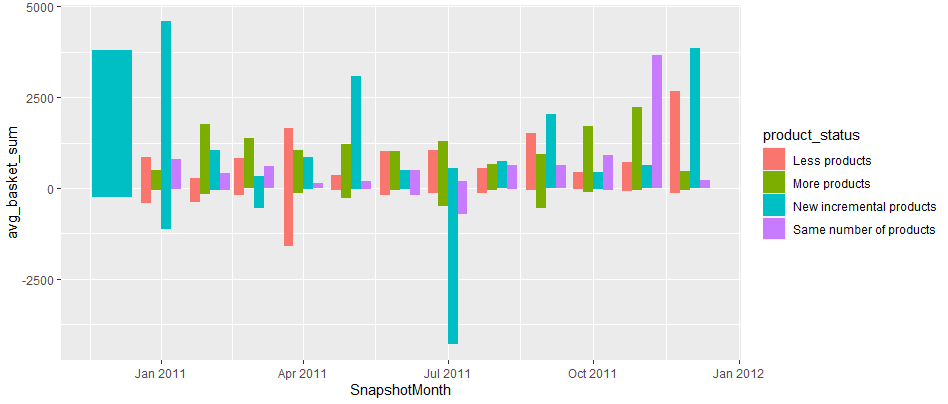 5000
2500
0
-2500
avg_basket_sum
Jan 2011
Apr 2011
Jul 2011
Oct 2011
Jan 2012
SnapshotMonth
product_status
Less products
More products
New incremental products
Same number of products